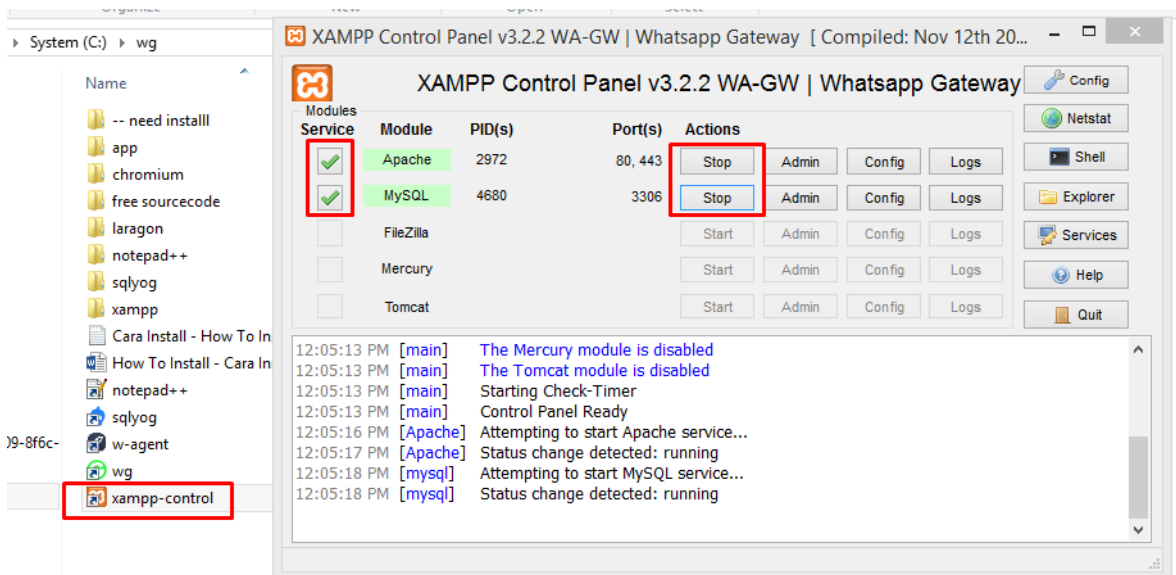 System (C:) wg
Name
-- need installl
app
chromium
free sourcecode
laragon
notepad++
sqlyog
xampp
Cara Install - How To In
How To Install - Cara In
notepad++
sqlyog
w-agent
wg
xampp-control
09-8f6c-
XAMPP Control Panel v3.2.2 WA-GW | Whatsapp Gateway [ Compiled: Nov 12th 20...
XAMPP Control Panel v3.2.2 WA-GW | Whatsapp Gateway
Modules
Service Module PID(s) Port(s) Actions
Apache 2972 80, 443 Stop Admin Config Logs
MySQL 4680 3306 Stop Admin Config Logs
FileZilla Start Admin Config Logs
Mercury Start Admin Config Logs
Tomcat Start Admin Config Logs
Config
Netstat
Shell
Explorer
Services
Help
Quit
12:05:13 PM [main] The Mercury module is disabled
12:05:13 PM [main] The Tomcat module is disabled
12:05:13 PM [main] Starting Check-Timer
12:05:13 PM [main] Control Panel Ready
12:05:16 PM [Apache] Attempting to start Apache service...
12:05:17 PM [Apache] Status change detected: running
12:05:18 PM [mysql] Attempting to start MySQL service...
12:05:18 PM [mysql] Status change detected: running